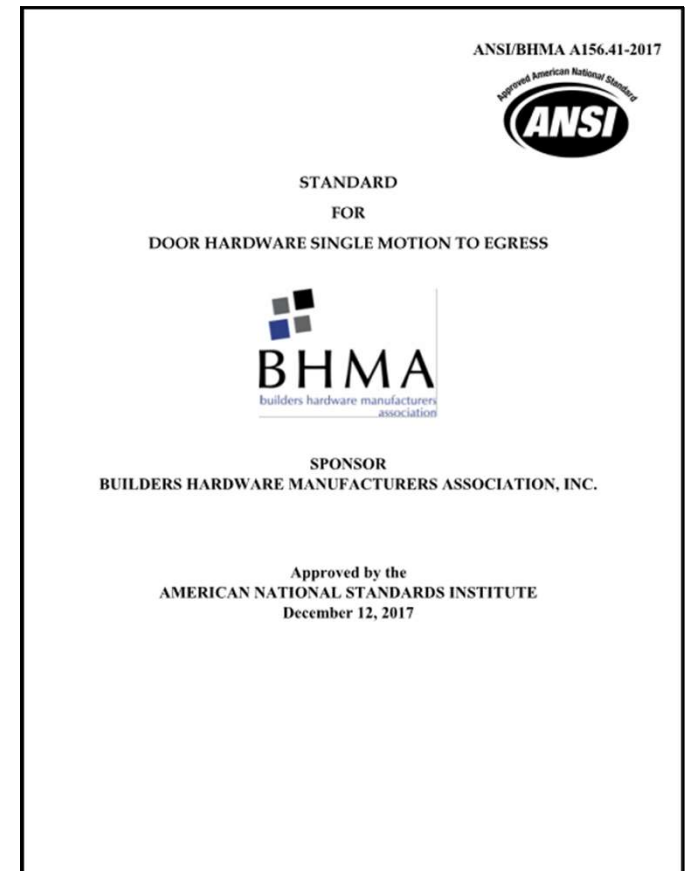 ANSI/BHMA A156.41-2017
Approved American National Standard
ANSI
STANDARD
FOR
DOOR HARDWARE SINGLE MOTION TO EGRESS
BHMA
builders hardware manufacturers
association
SPONSOR
BUILDERS HARDWARE MANUFACTURERS ASSOCIATION, INC.
Approved by the
AMERICAN NATIONAL STANDARDS INSTITUTE
December 12, 2017